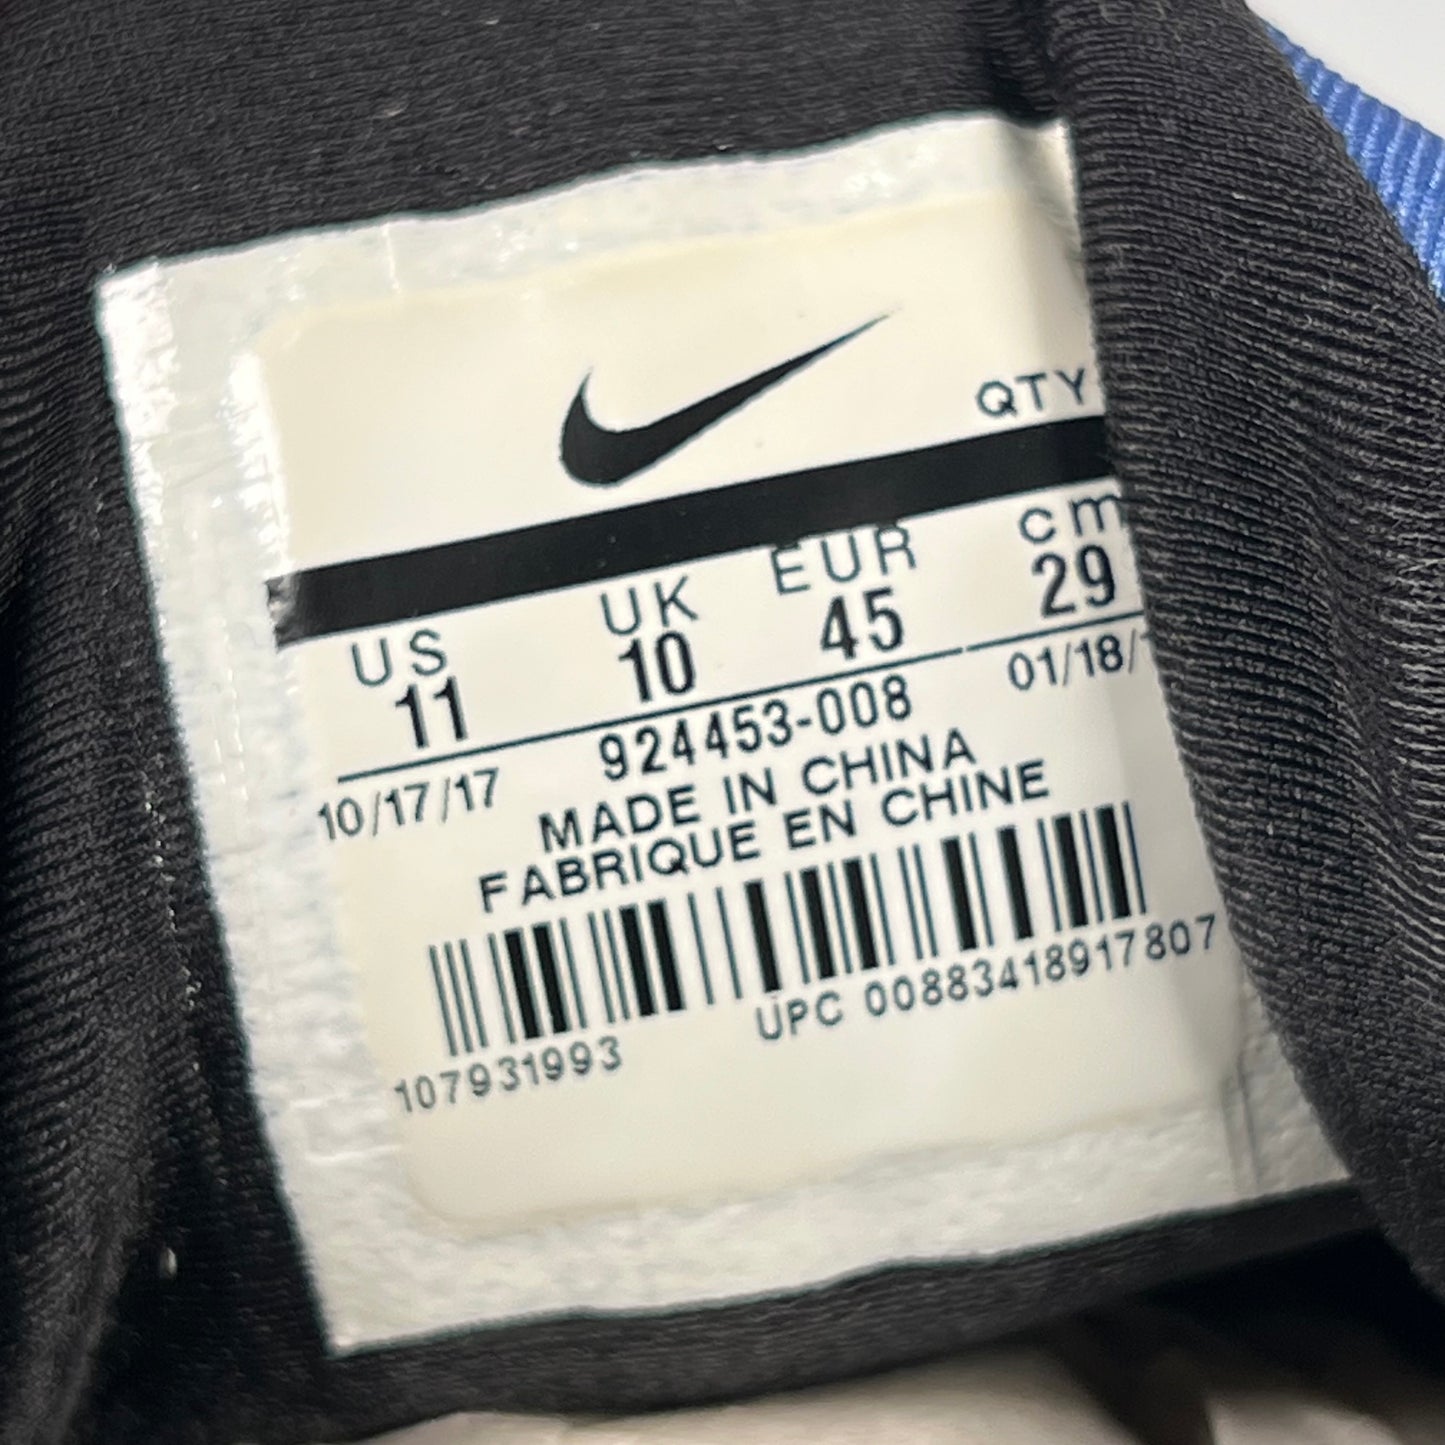 QTY
US UK EUR cm
11 10 45 29
10/17/17 924453-008 01/18/
MADE IN CHINA
FABRIQUE EN CHINE
107931993 UPC 00883418917807